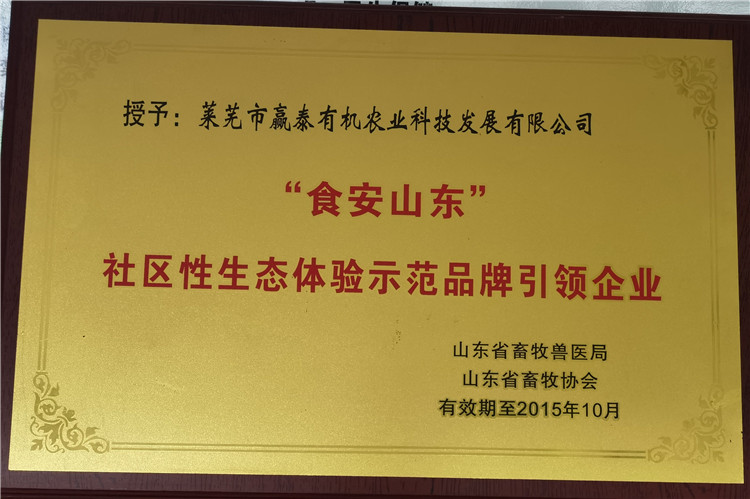 授予：莱芜市赢泰有机农业科技发展有限公司
“食安山东”
社区性生态体验示范品牌引领企业
山东省畜牧兽医局
山东省畜牧协会
有效期至2015年10月